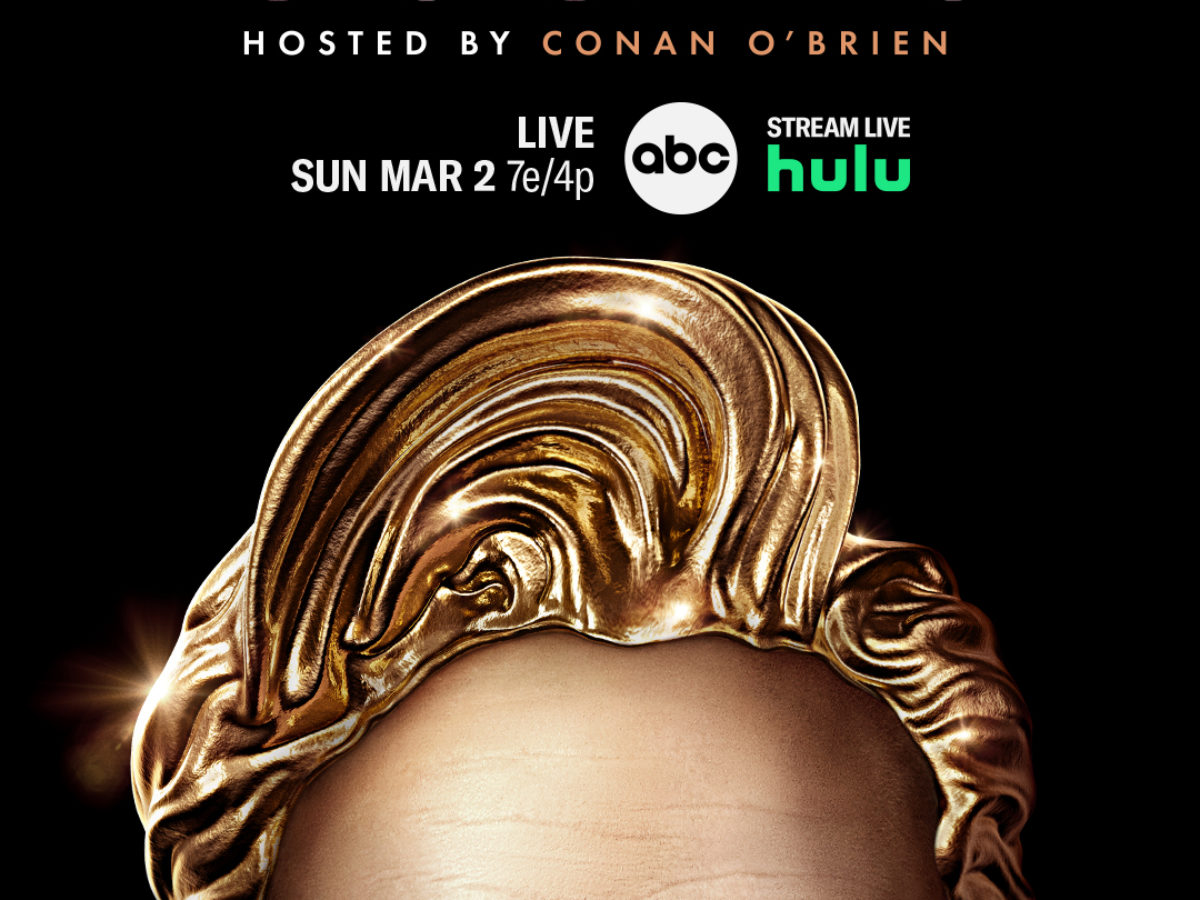 HOSTED BY CONAN O'BRIEN
LIVE
SUN MAR 2 7e/4p
abc
STREAM LIVE
hulu